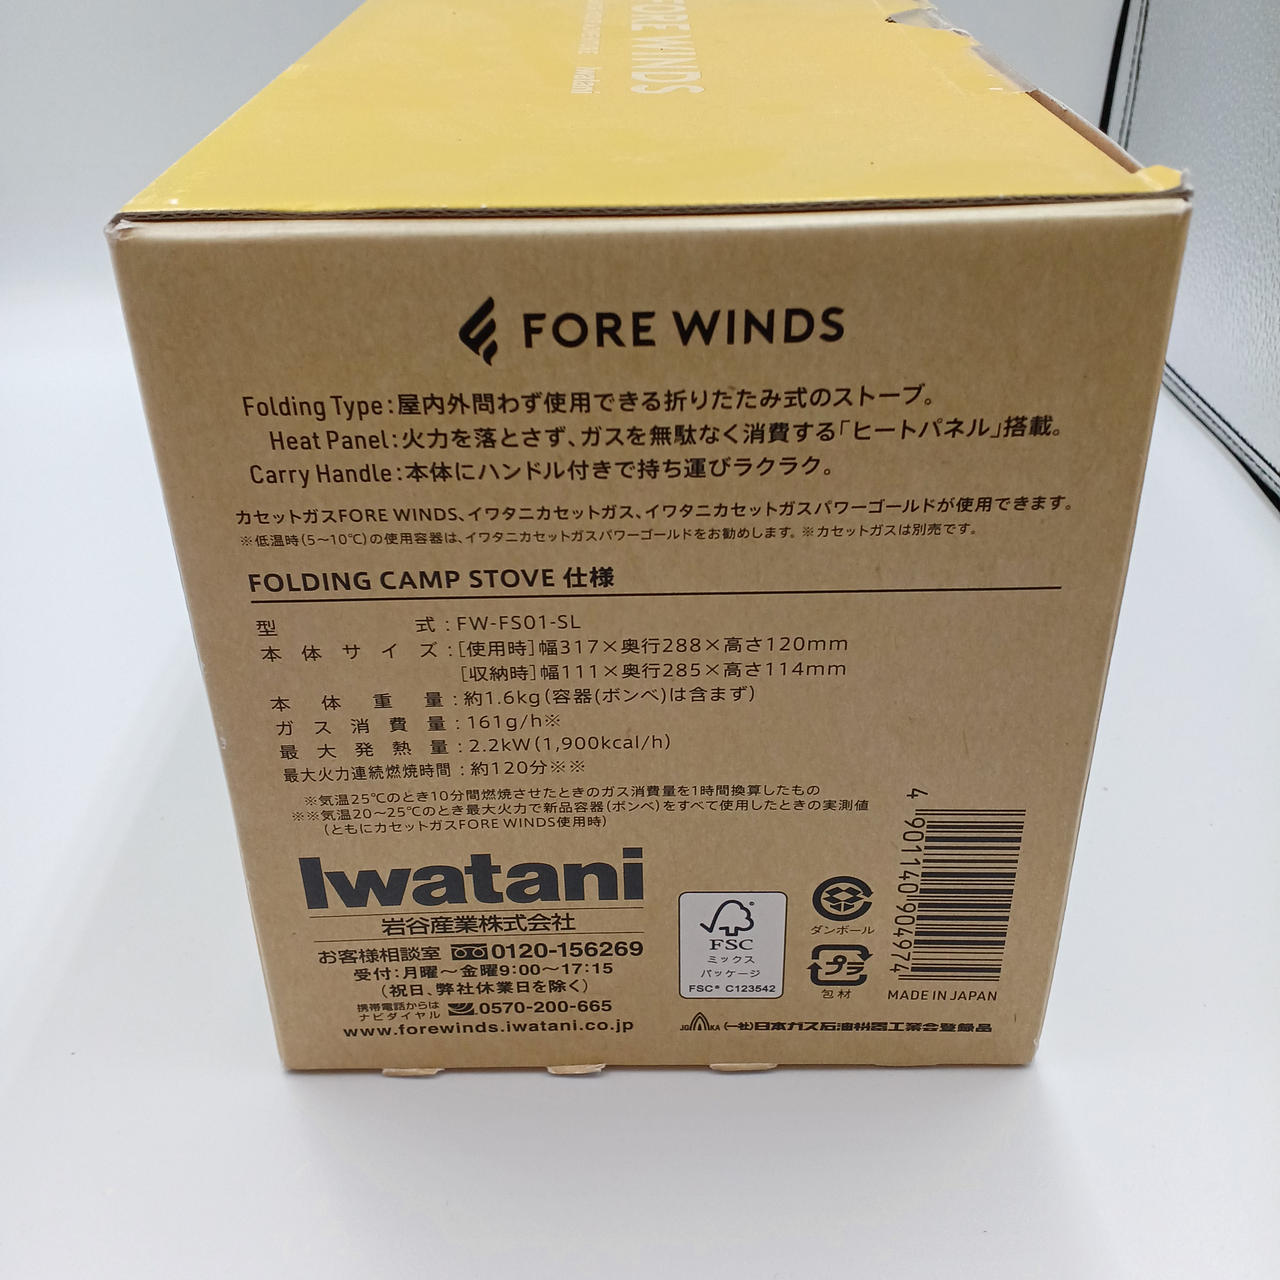 FORE WINDS
Iwatani
FORE WINDS
Folding Type:屋内外問わず使用できる折りたたみ式のストーブ。
Heat Panel:火力を落とさず、ガスを無駄なく消費する「ヒートパネル」搭載。
Carry Handle:本体にハンドル付きで持ち運びラクラク。
カセットガスFORE WINDS、イワタニカセットガス、イワタニカセットガスパワーゴールドが使用できます。
※低温時(5～10℃)の使用容器は、イワタニカセットガスパワーゴールドをお勧めします。※カセットガスは別売です。
FOLDING CAMP STOVE 仕様
型式:FW-FS01-SL
本体サイズ:[使用時]幅317×奥行288×高さ120mm
[収納時]幅111×奥行285×高さ114mm
本体重量:約1.6kg(容器(ボンベ)は含まず)
ガス消費量:161g/h※
最大発熱量:2.2kW(1,900kcal/h)
最大火力連続燃焼時間:約120分※※
※気温25℃のとき10分間燃焼させたときのガス消費量を1時間換算したもの
※※気温20～25℃のとき最大火力で新品容器(ボンベ)をすべて使用したときの実測値
(ともにカセットガスFORE WINDS使用時)
Iwatani
岩谷産業株式会社
お客様相談室 0120-156269
受付:月曜～金曜9:00～17:15
(祝日、弊社休業日を除く)
携帯電話からは
ナビダイヤル 0570-200-665
www.forewinds.iwatani.co.jp
FSC
ミックス
パッケージ
FSC® C123542
ダンボール
プラ
包材
4 901140 904974
MADE IN JAPAN
JGKA (一社)日本ガス石油機器工業会登録品